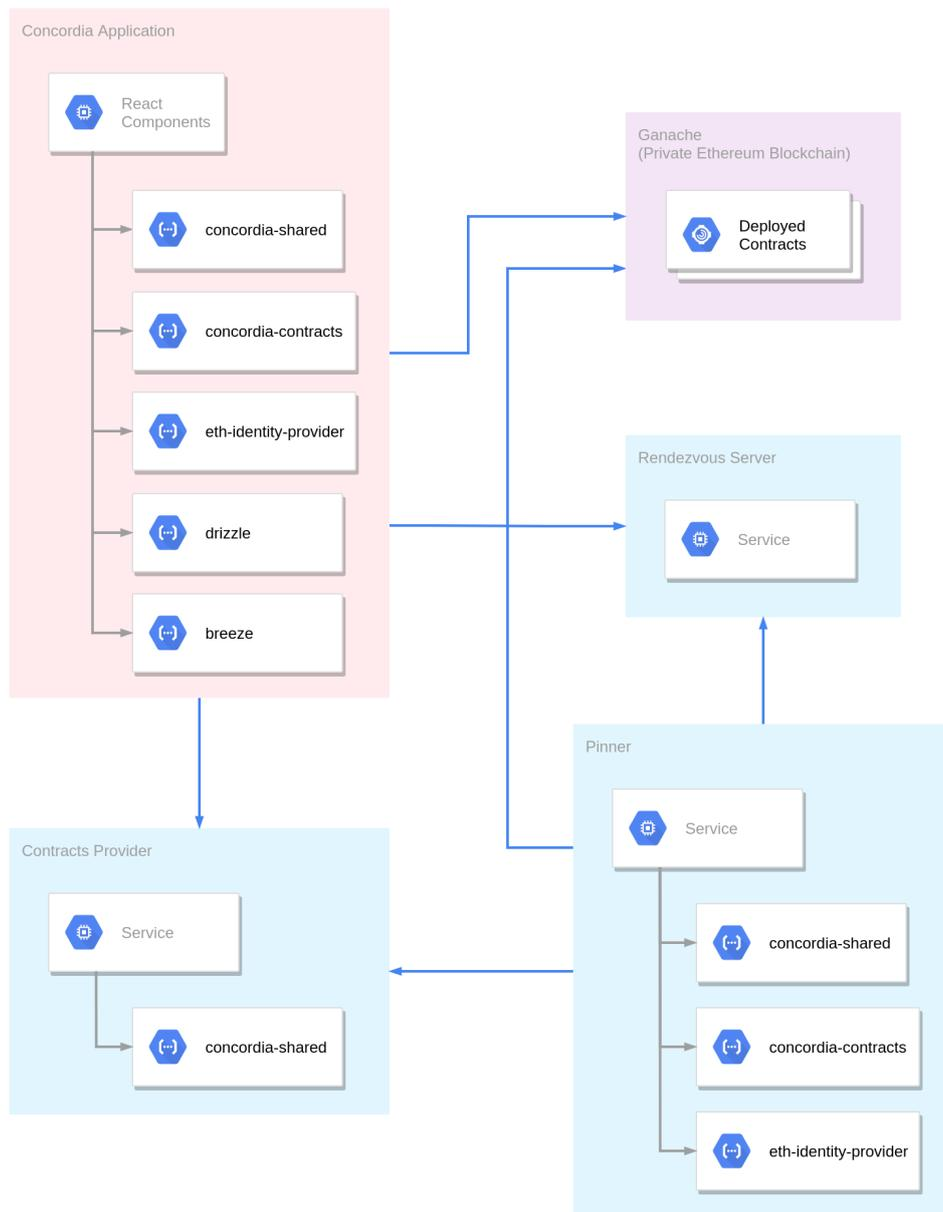 Concordia Application
React
Components
concordia-shared
concordia-contracts
eth-identity-provider
drizzle
breeze
Ganache
(Private Ethereum Blockchain)
Deployed
Contracts
Rendezvous Server
Service
Contracts Provider
Service
concordia-shared
Pinner
Service
concordia-shared
concordia-contracts
eth-identity-provider